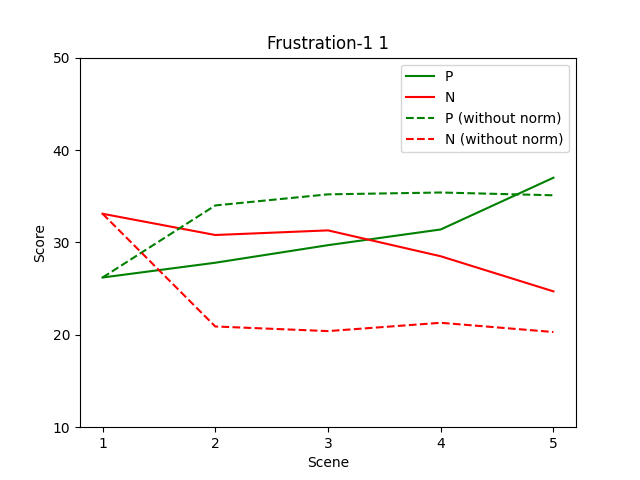 Frustration-1 1
P
N
P (without norm)
N (without norm)
50
40
30
20
10
Score
1 2 3 4 5
Scene